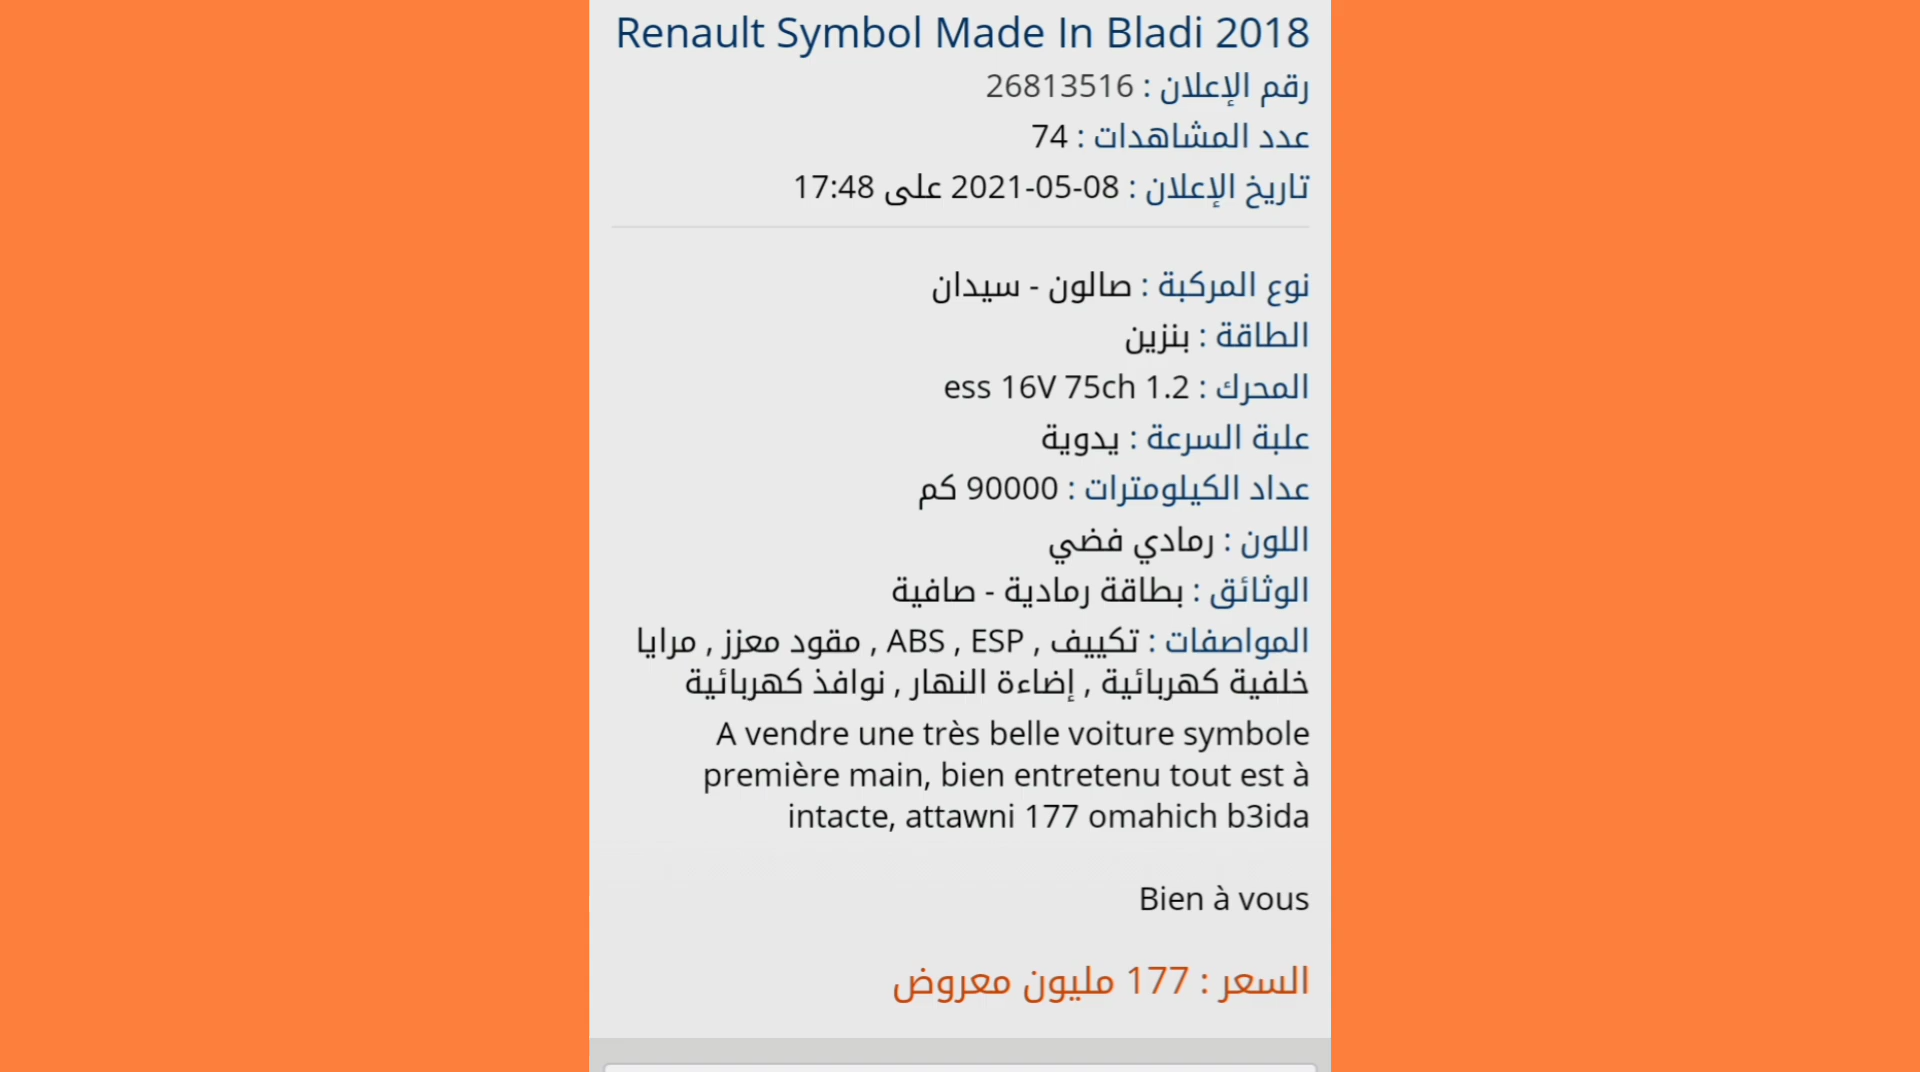 Renault Symbol Made In Bladi 2018
رقم الإعلان : 26813516
عدد المشاهدات : 74
تاريخ الإعلان : 2021-05-08 على 17:48
نوع المركبة : صالون - سيدان
الطاقة : بنزين
المحرك : 1.2 ess 16V 75ch
علبة السرعة : يدوية
عداد الكيلومترات : 90000 كم
اللون : رمادي فضي
الوثائق : بطاقة رمادية - صافية
المواصفات : تكييف , ABS , ESP , مقود معزز , مرايا
خلفية كهربائية , إضاءة النهار , نوافذ كهربائية
A vendre une très belle voiture symbole
première main, bien entretenu tout est à
intacte, attawni 177 omahich b3ida
Bien à vous
السعر : 177 مليون معروض